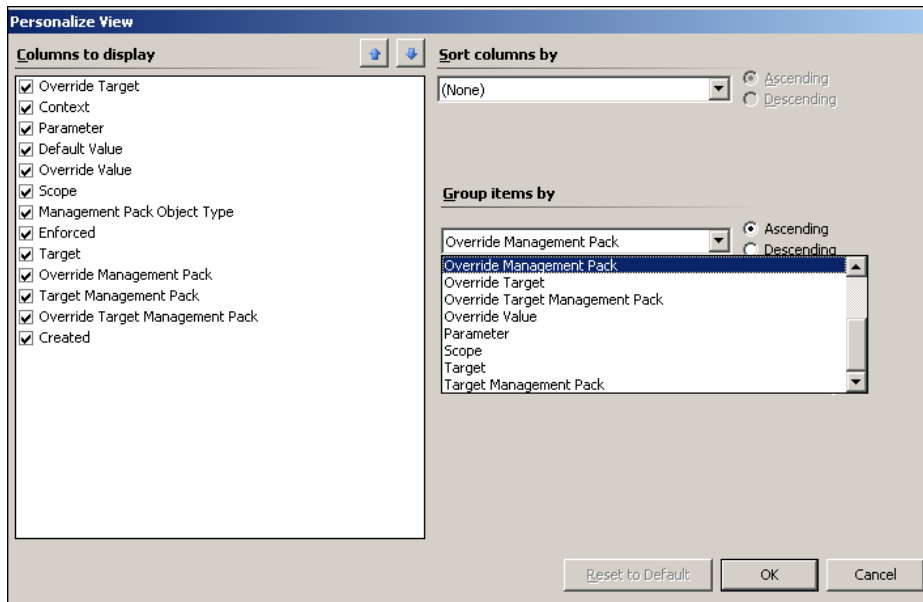 Personalize View
Columns to display
Override Target
Context
Parameter
Default Value
Override Value
Scope
Management Pack Object Type
Enforced
Target
Override Management Pack
Target Management Pack
Override Target Management Pack
Created
Sort columns by
(None)
Ascending
Descending
Group items by
Override Management Pack
Ascending
Descending
Override Management Pack
Override Target
Override Target Management Pack
Override Value
Parameter
Scope
Target
Target Management Pack
Reset to Default
OK
Cancel